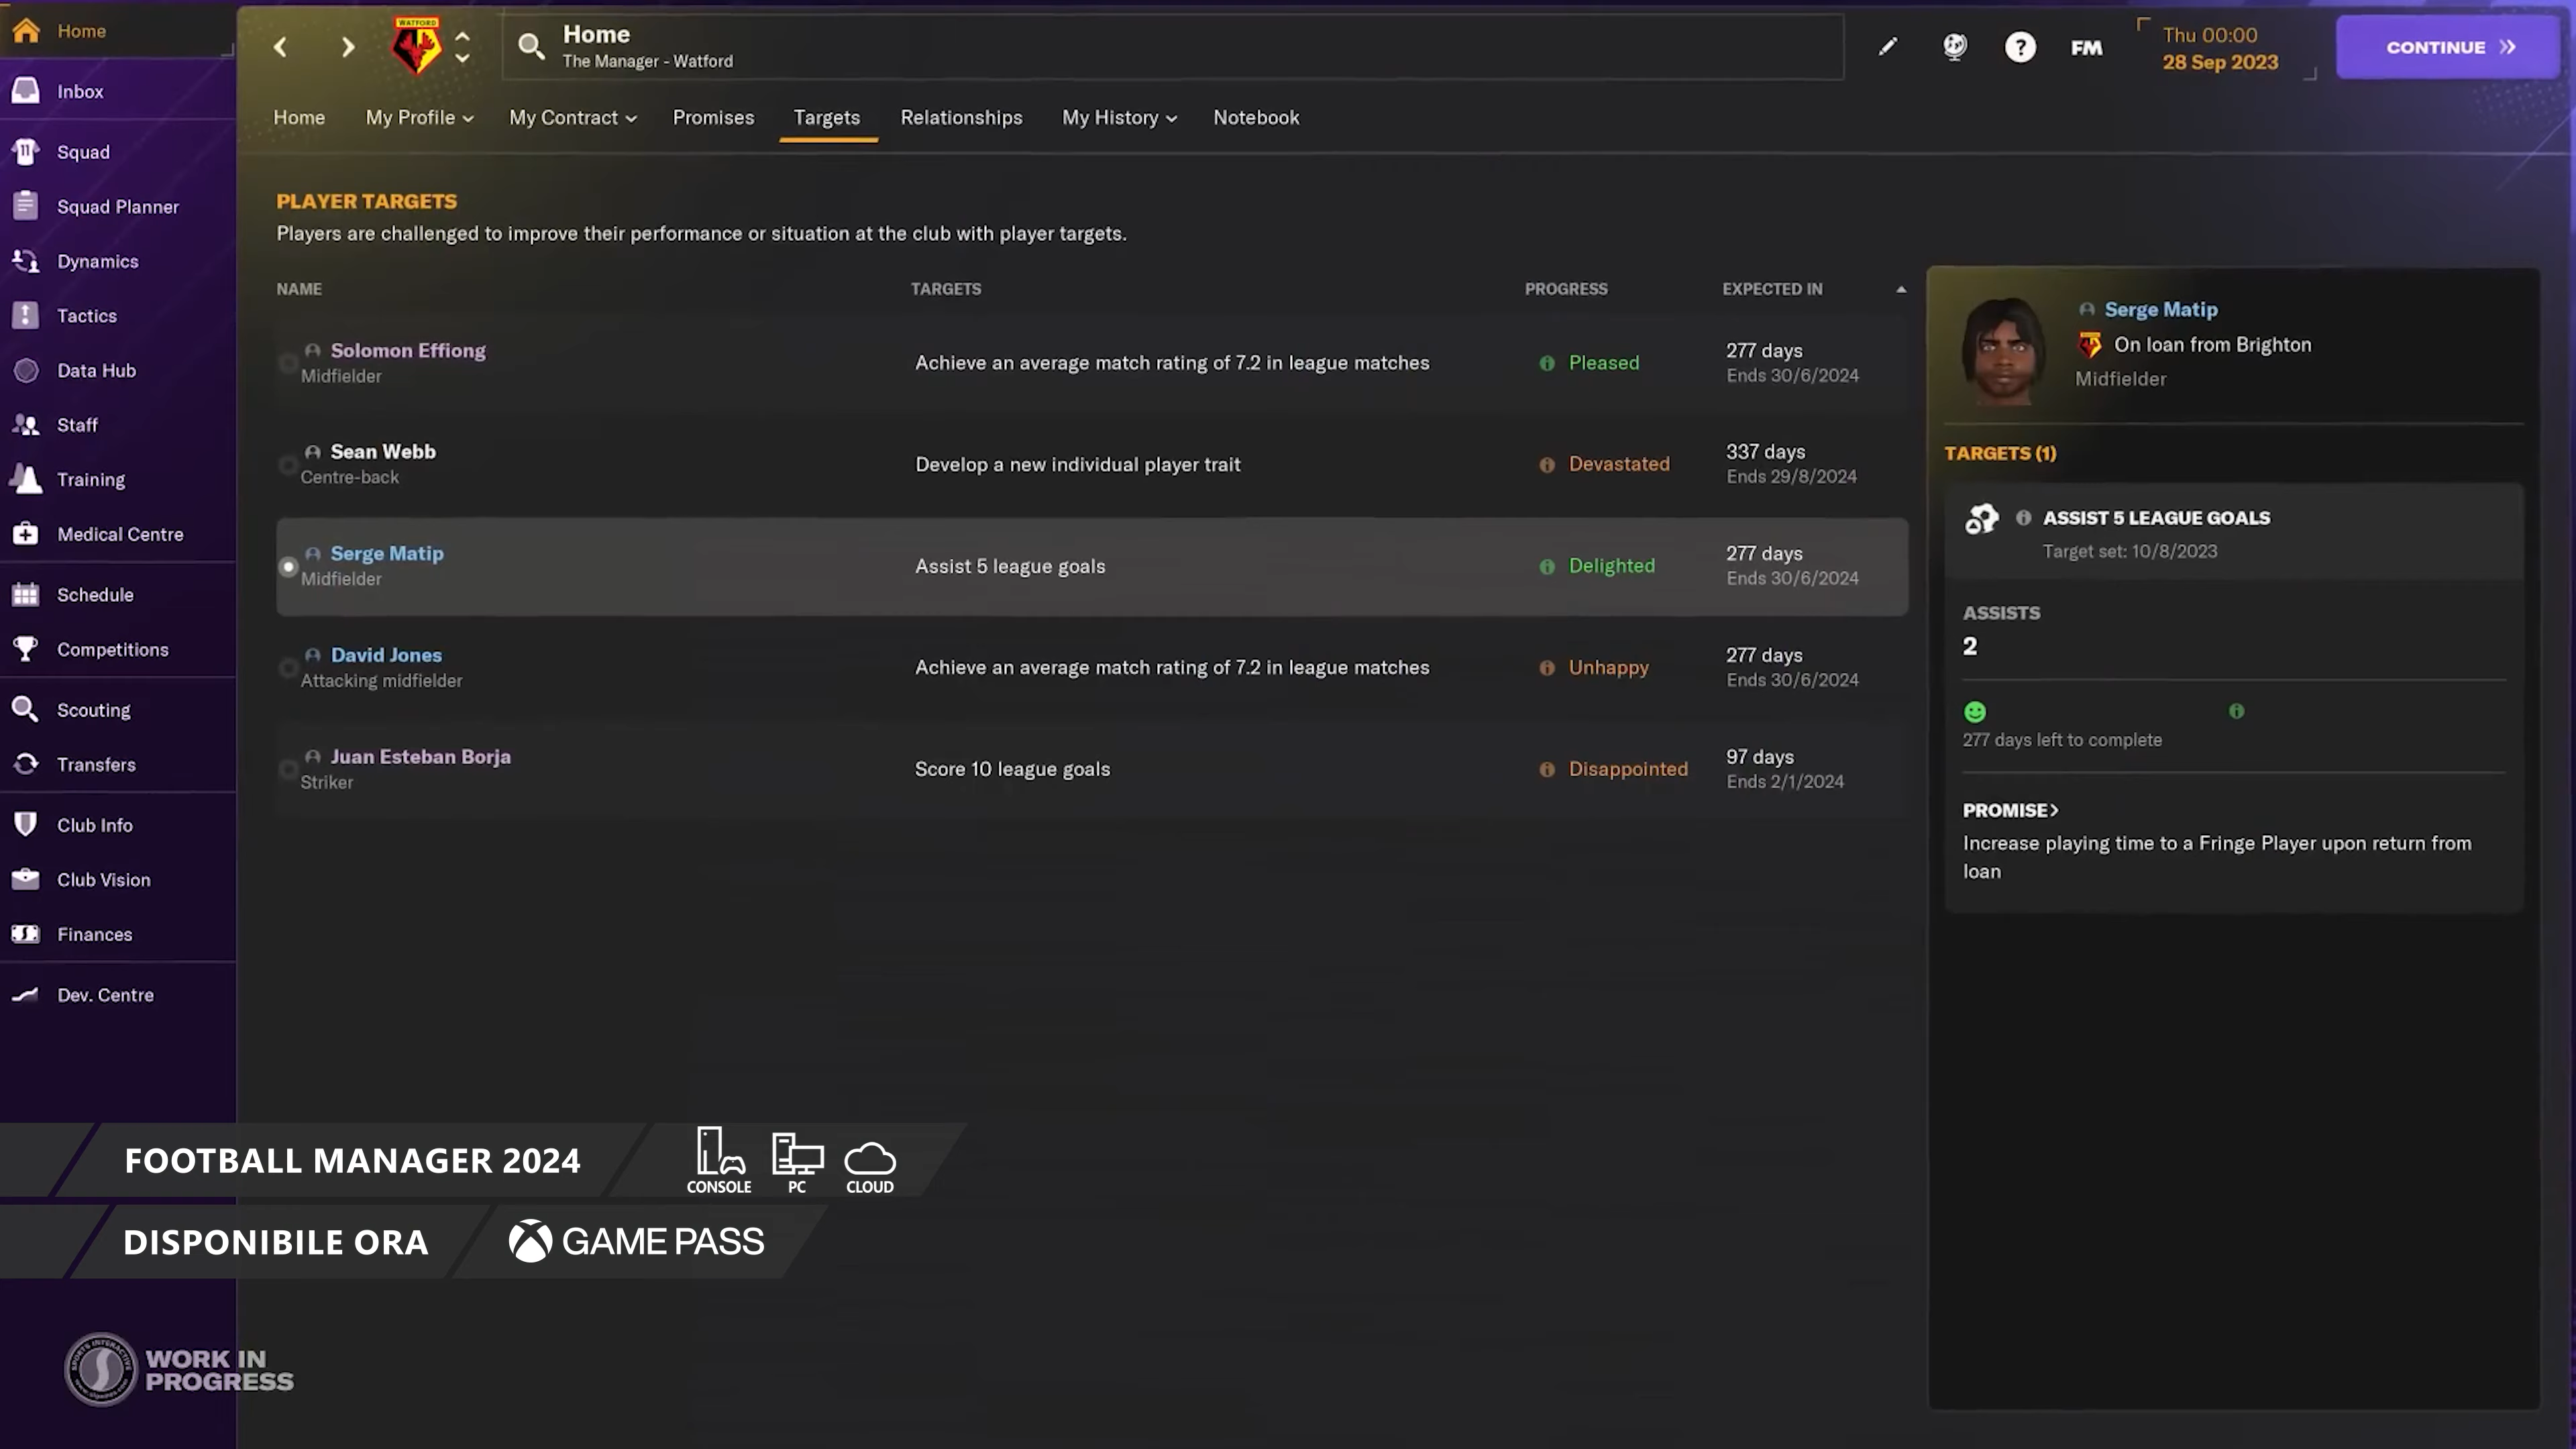 Home
Inbox
Squad
Squad Planner
Dynamics
Tactics
Data Hub
Staff
Training
Medical Centre
Schedule
Competitions
Scouting
Transfers
Club Info
Club Vision
Finances
Dev. Centre
WATFORD
Home
The Manager - Watford
FM
Thu 00:00
28 Sep 2023
CONTINUE
Home My Profile My Contract Promises Targets Relationships My History Notebook
PLAYER TARGETS
Players are challenged to improve their performance or situation at the club with player targets.
NAME TARGETS PROGRESS EXPECTED IN
Solomon Effiong
Midfielder
Achieve an average match rating of 7.2 in league matches
Pleased
277 days
Ends 30/6/2024
Sean Webb
Centre-back
Develop a new individual player trait
Devastated
337 days
Ends 29/8/2024
Serge Matip
Midfielder
Assist 5 league goals
Delighted
277 days
Ends 30/6/2024
David Jones
Attacking midfielder
Achieve an average match rating of 7.2 in league matches
Unhappy
277 days
Ends 30/6/2024
Juan Esteban Borja
Striker
Score 10 league goals
Disappointed
97 days
Ends 2/1/2024
Serge Matip
On loan from Brighton
Midfielder
TARGETS (1)
ASSIST 5 LEAGUE GOALS
Target set: 10/8/2023
ASSISTS
2
277 days left to complete
PROMISE>
Increase playing time to a Fringe Player upon return from
loan
FOOTBALL MANAGER 2024
CONSOLE PC CLOUD
DISPONIBILE ORA
GAME PASS
SPORTS INTERACTIVE
WORK IN
PROGRESS